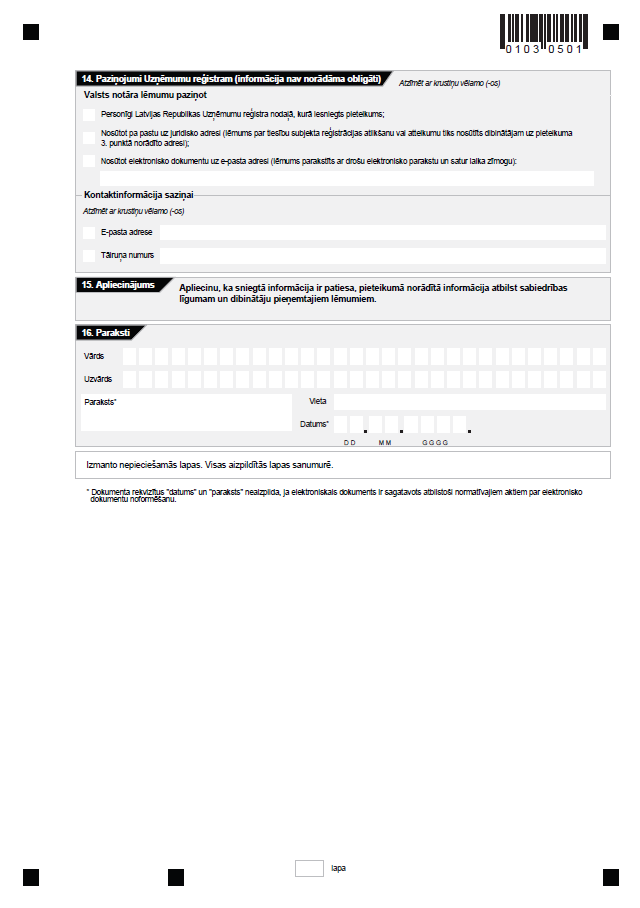 0103 0501
14. Paziņojumi Uzņēmumu reģistram (informācija nav norādāma obligāti)
Atzīmēt ar krustiņu vēlamo (-os)
Valsts notāra lēmumu paziņot
Personīgi Latvijas Republikas Uzņēmumu reģistra nodaļā, kurā iesniegts pieteikums;
Nosūtot pa pastu uz juridisko adresi (lēmums par tiesību subjekta reģistrācijas atlikšanu vai atteikumu tiks nosūtīts dibinātājam uz pieteikuma
3. punktā norādīto adresi);
Nosūtot elektronisko dokumentu uz e-pasta adresi (lēmums parakstīts ar drošu elektronisko parakstu un satur laika zīmogu):
Kontaktinformācija saziņai
Atzīmēt ar krustiņu vēlamo (-os)
E-pasta adrese
Tālruņa numurs
15. Apliecinājums
Apliecinu, ka sniegtā informācija ir patiesa, pieteikumā norādītā informācija atbilst sabiedrības
līgumam un dibinātāju pieņemtajiem lēmumiem.
16. Paraksti
Vārds
Uzvārds
Paraksts*
Vieta
Datums*
. . .
DD MM GGGG
Izmanto nepieciešamās lapas. Visas aizpildītās lapas sanumurē.
* Dokumenta rekvizītus "datums" un "paraksts" neaizpilda, ja elektroniskais dokuments ir sagatavots atbilstoši normatīvajiem aktiem par elektronisko
dokumentu noformēšanu.
lapa